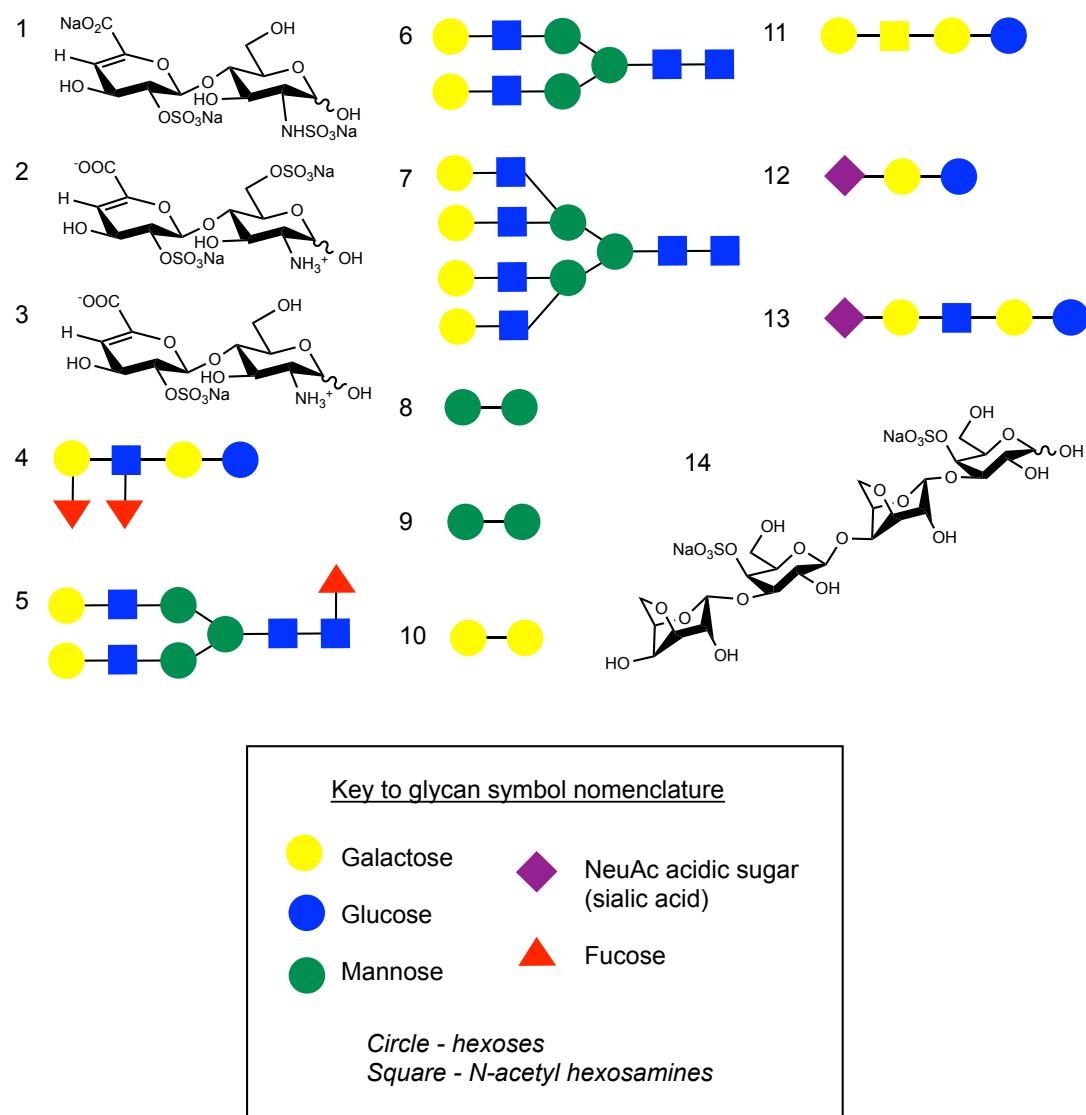 1
NaO₂C
OH
H
O
O
O
HO
HO
OSO₃Na
OH
NHSO₃Na
2
⁻OOC
OSO₃Na
H
O
O
O
HO
HO
OSO₃Na
OH
NH₃⁺
3
⁻OOC
OH
H
O
O
O
HO
HO
OSO₃Na
OH
NH₃⁺
4
5
6
7
8
9
10
11
12
13
14
OH
NaO₃SO
O
OH
O
OH
O
O
OH
O
NaO₃SO
O
O
OH
OH
O
O
O
HO
OH
Key to glycan symbol nomenclature
Galactose
Glucose
Mannose
NeuAc acidic sugar
(sialic acid)
Fucose
Circle - hexoses
Square - N-acetyl hexosamines